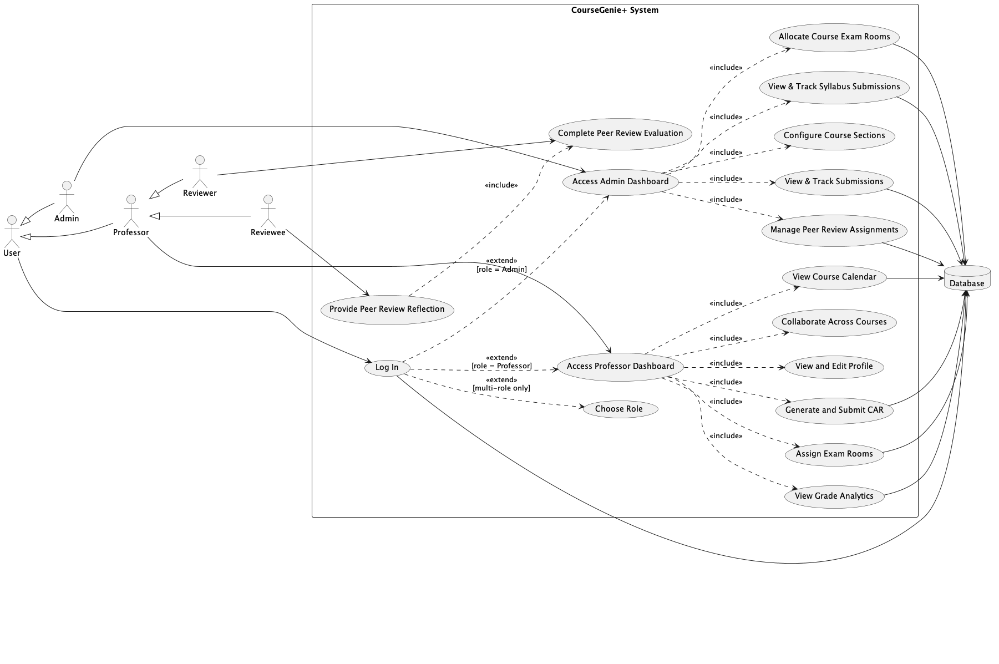 CourseGenie+ System
Allocate Course Exam Rooms
«include»
View & Track Syllabus Submissions
«include»
Complete Peer Review Evaluation
Configure Course Sections
«include»
Access Admin Dashboard
«include»
View & Track Submissions
«include»
Reviewer
«include»
Admin
Manage Peer Review Assignments
Professor
Reviewee
User
«extend»
[role = Admin]
View Course Calendar
Database
«include»
Provide Peer Review Reflection
Collaborate Across Courses
«include»
«extend»
[role = Professor]
Log In
Access Professor Dashboard
«include»
View and Edit Profile
«extend»
[multi-role only]
«include»
«include»
Choose Role
Generate and Submit CAR
«include»
Assign Exam Rooms
View Grade Analytics